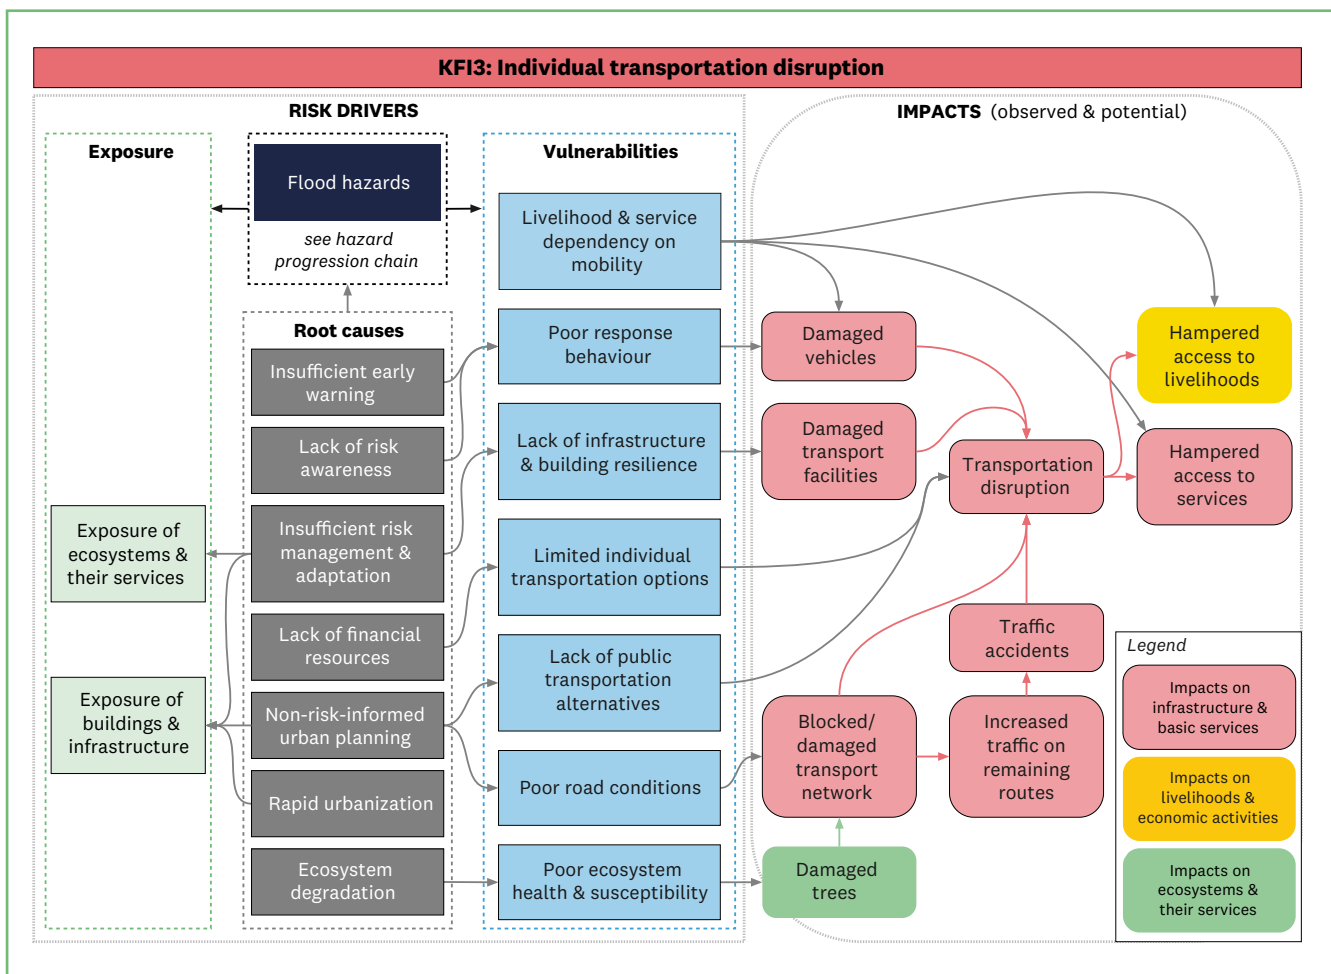 KFI3: Individual transportation disruption
RISK DRIVERS
Exposure
Flood hazards
see hazard
progression chain
Root causes
Insufficient early
warning
Lack of risk
awareness
Insufficient risk
management &
adaptation
Lack of financial
resources
Non-risk-informed
urban planning
Rapid urbanization
Ecosystem
degradation
Exposure of
ecosystems &
their services
Exposure of
buildings &
infrastructure
Vulnerabilities
Livelihood & service
dependency on
mobility
Poor response
behaviour
Lack of infrastructure
& building resilience
Limited individual
transportation options
Lack of public
transportation
alternatives
Poor road conditions
Poor ecosystem
health & susceptibility
IMPACTS (observed & potential)
Damaged
vehicles
Damaged
transport
facilities
Blocked/
damaged
transport
network
Damaged
trees
Transportation
disruption
Traffic
accidents
Increased
traffic on
remaining
routes
Hampered
access to
livelihoods
Hampered
access to
services
Legend
Impacts on
infrastructure &
basic services
Impacts on
livelihoods &
economic activities
Impacts on
ecosystems &
their services